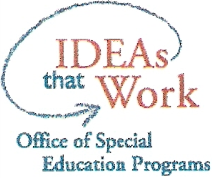 IDEAs
that Work
Office of Special
Education Programs